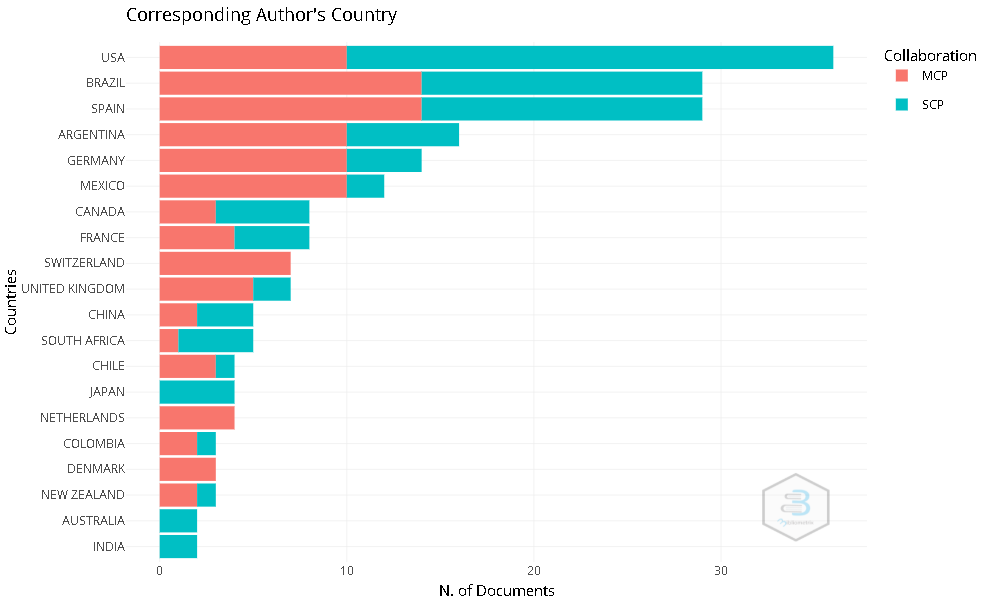 Corresponding Author's Country
Collaboration
MCP
SCP
Countries
USA
BRAZIL
SPAIN
ARGENTINA
GERMANY
MEXICO
CANADA
FRANCE
SWITZERLAND
UNITED KINGDOM
CHINA
SOUTH AFRICA
CHILE
JAPAN
NETHERLANDS
COLOMBIA
DENMARK
NEW ZEALAND
AUSTRALIA
INDIA
0 10 20 30
N. of Documents